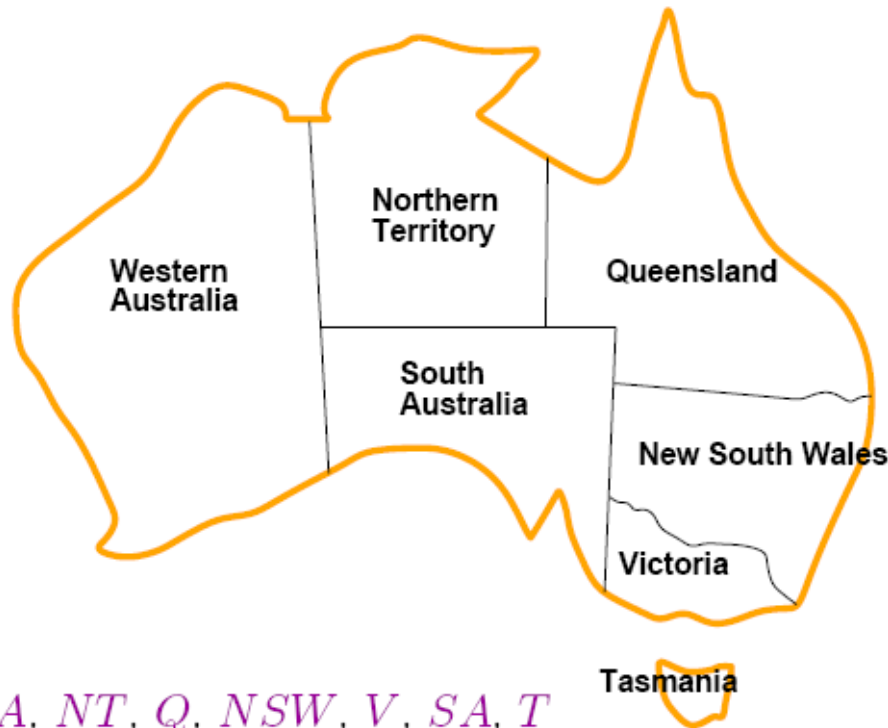 Northern
Territory
Western
Australia
Queensland
South
Australia
New South Wales
Victoria
Tasmania
A, NT, Q, NSW, V, SA, T